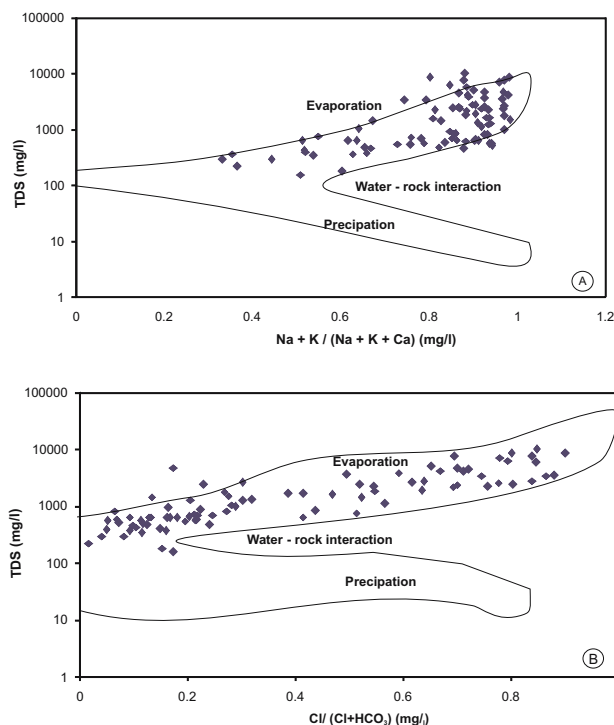 100000
10000
1000
100
10
1
TDS (mg/l)
Evaporation
Water - rock interaction
Precipation
A
0
0.2
0.4
0.6
0.8
1
1.2
Na + K / (Na + K + Ca) (mg/l)
100000
10000
1000
100
10
1
TDS (mg/l)
Evaporation
Water - rock interaction
Precipation
B
0
0.2
0.4
0.6
0.8
Cl/ (Cl+HCO₃) (mg/l)